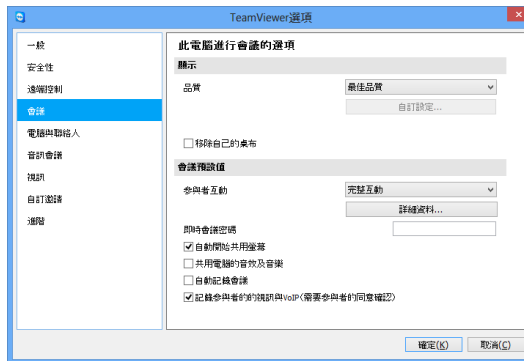 TeamViewer選項
一般
安全性
遠端控制
會議
電腦與聯絡人
音訊會議
視訊
自訂邀請
進階
此電腦進行會議的選項
顯示
品質
最佳品質
自訂設定...
移除自己的桌布
會議預設值
參與者互動
完整互動
詳細資料...
即時會議密碼
自動開始共用螢幕
共用電腦的音效及音樂
自動記錄會議
記錄參與者的的視訊與VoIP(需要參與者的同意確認)
確定(K)
取消(C)